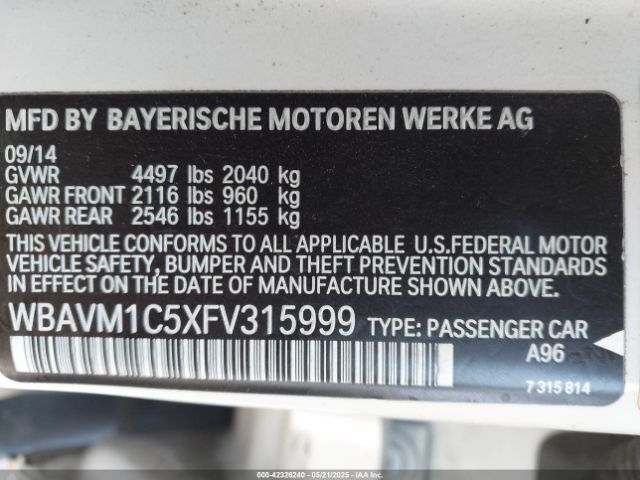 MFD BY BAYERISCHE MOTOREN WERKE AG
09/14
GVWR 4497 lbs 2040 kg
GAWR FRONT 2116 lbs 960 kg
GAWR REAR 2546 lbs 1155 kg
THIS VEHICLE CONFORMS TO ALL APPLICABLE U.S.FEDERAL MOTOR
VEHICLE SAFETY, BUMPER AND THEFT PREVENTION STANDARDS
IN EFFECT ON THE DATE OF MANUFACTURE SHOWN ABOVE.
WBAVM1C5XFV315999 TYPE: PASSENGER CAR
A96
7 315 814
000-42326240 05/21/2025 IAAI.COM